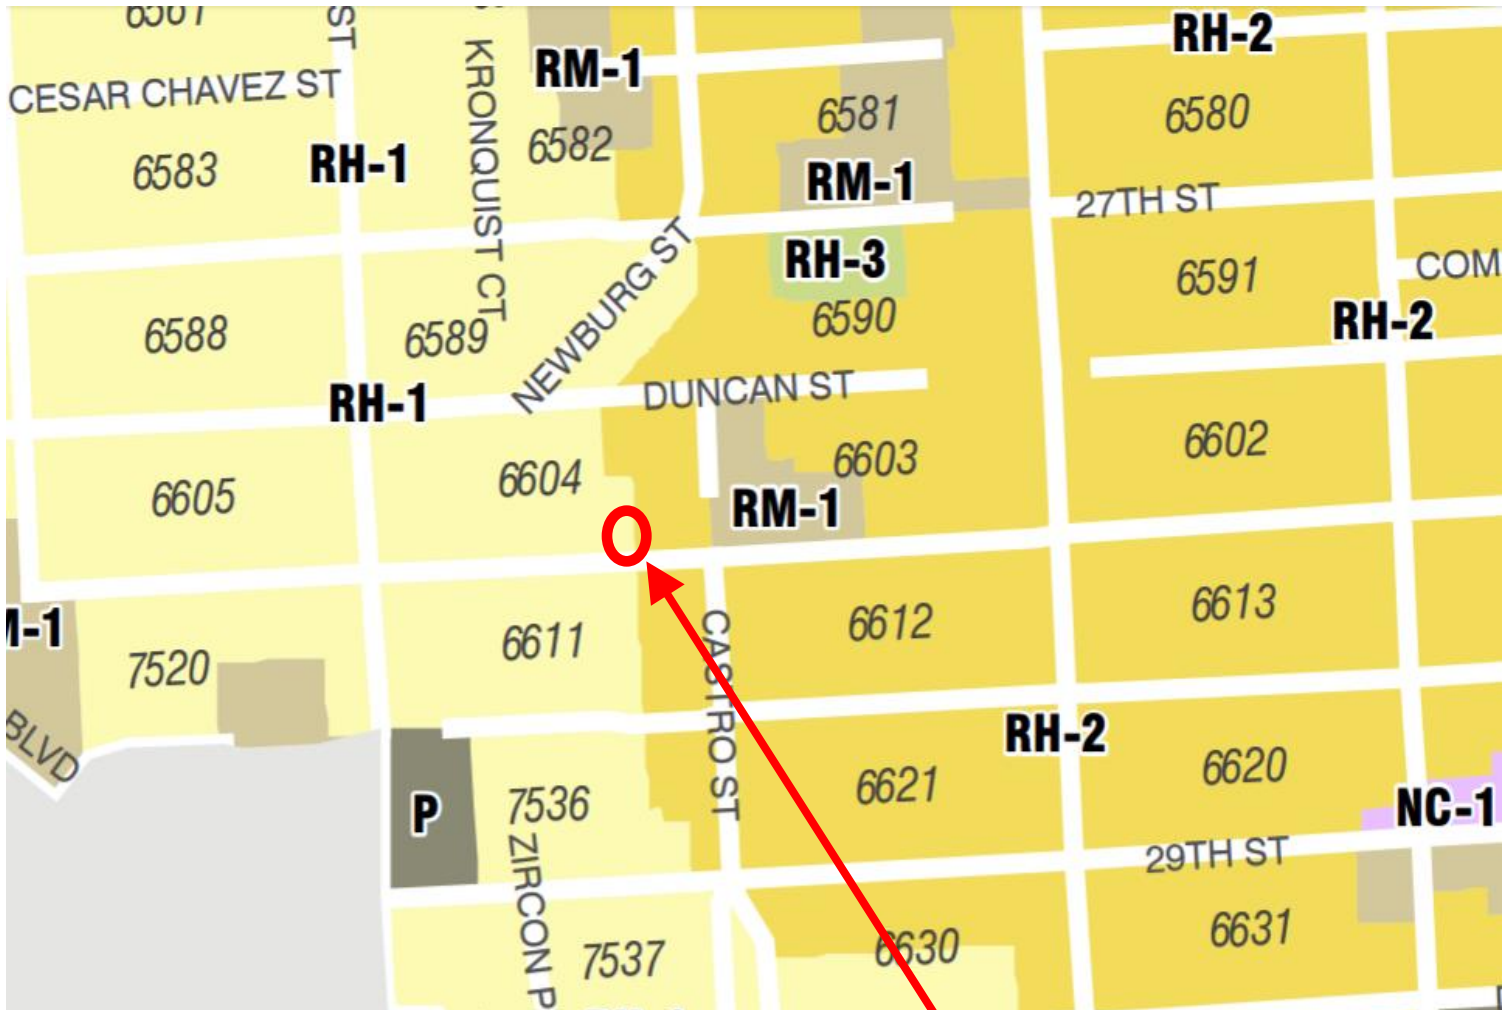 6561
ST
RM-1
RH-2
CESAR CHAVEZ ST
KRONQUIST CT
6581
6580
6582
6583
RH-1
RM-1
27TH ST
NEWBURG ST
RH-3
6591
COM
6588
6589
6590
RH-2
RH-1
DUNCAN ST
6605
6604
6603
6602
RM-1
M-1
7520
6611
CASTRO ST
6612
6613
BLVD
RH-2
P
7536
6621
6620
NC-1
ZIRCON P
29TH ST
7537
6630
6631